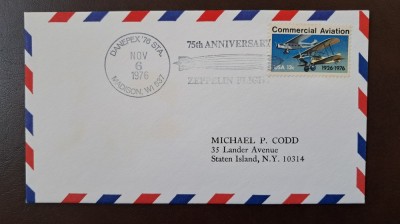 DANEPEX '76 STA.
NOV
6
1976
MADISON, WI 537
75th ANNIVERSARY
ZEPPELIN FLIGHT
Commercial Aviation
USA 13c
1926-1976
MICHAEL P. CODD
35 Lander Avenue
Staten Island, N.Y. 10314